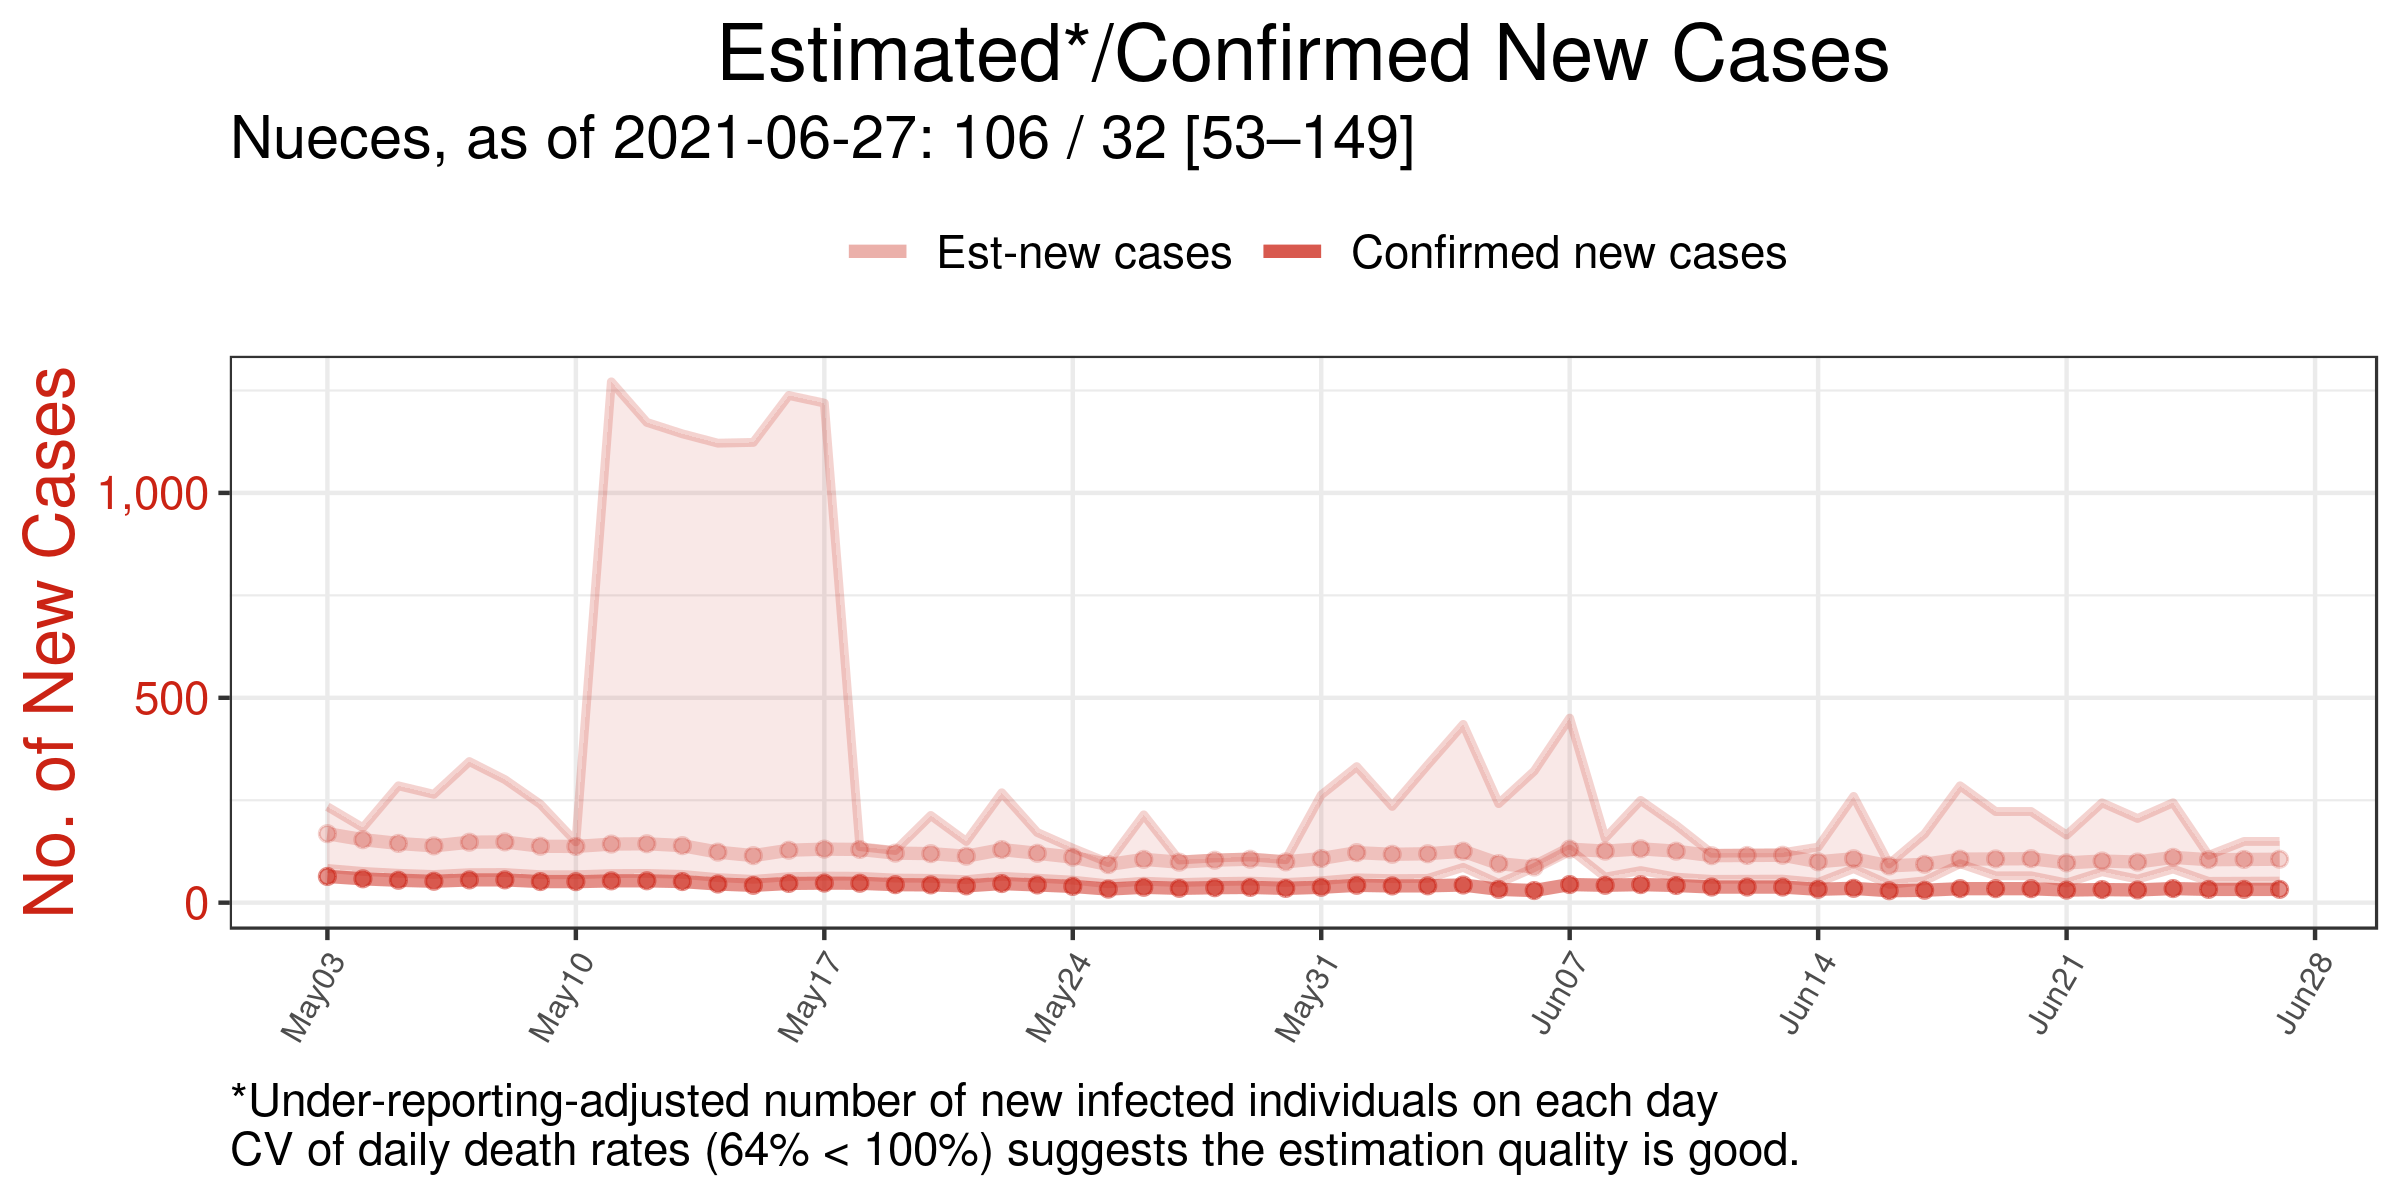 Estimated*/Confirmed New Cases
Nueces, as of 2021-06-27: 106 / 32 [53–149]
Est-new cases Confirmed new cases
No. of New Cases
1,000
500
0
May03 May10 May17 May24 May31 Jun07 Jun14 Jun21 Jun28
*Under-reporting-adjusted number of new infected individuals on each day
CV of daily death rates (64% < 100%) suggests the estimation quality is good.